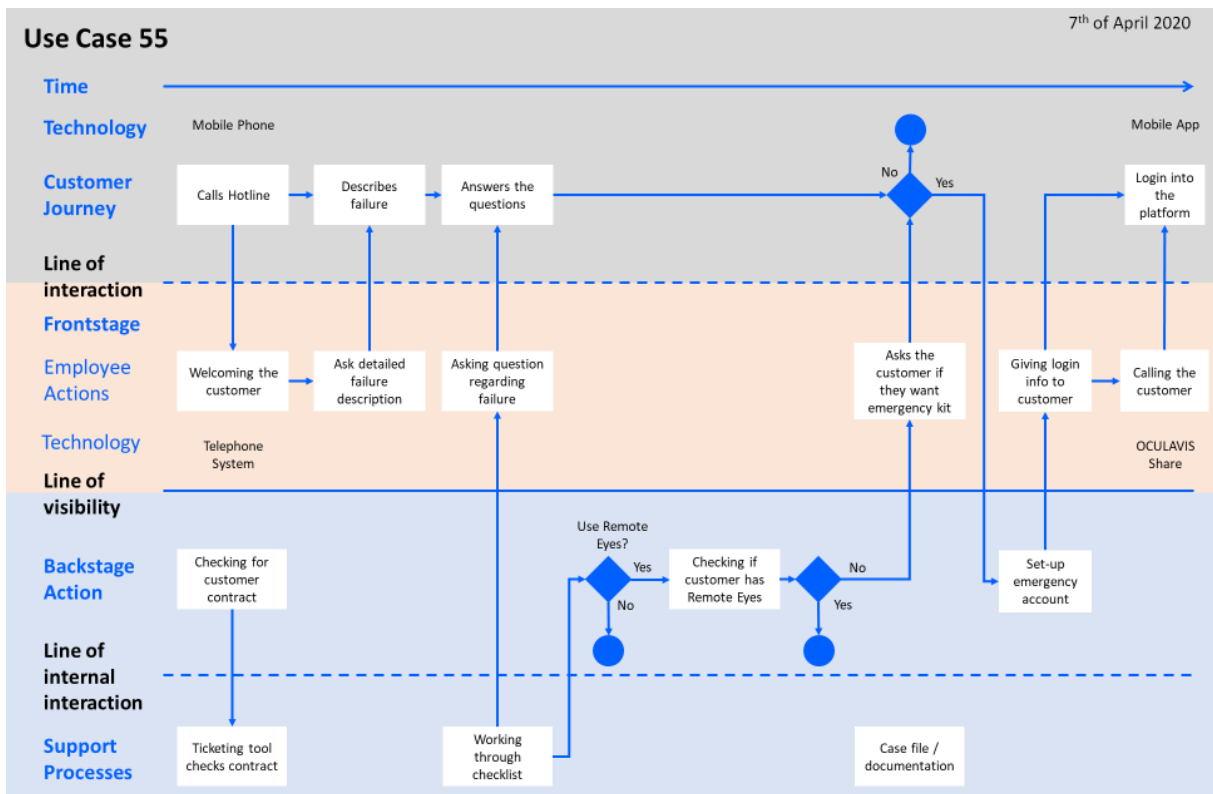 7th of April 2020
Use Case 55
Time
Technology
Mobile Phone
Mobile App
Customer
Journey
Calls Hotline
Describes
failure
Answers the
questions
No
Yes
Login into
the
platform
Line of
interaction
Frontstage
Employee
Actions
Welcoming the
customer
Ask detailed
failure
description
Asking question
regarding
failure
Asks the
customer if
they want
emergency kit
Giving login
info to
customer
Calling the
customer
Technology
Telephone
System
OCULAVIS
Share
Line of
visibility
Backstage
Action
Checking for
customer
contract
Use Remote
Eyes?
Yes
No
Checking if
customer has
Remote Eyes
No
Yes
Set-up
emergency
account
Line of
internal
interaction
Support
Processes
Ticketing tool
checks contract
Working
through
checklist
Case file /
documentation